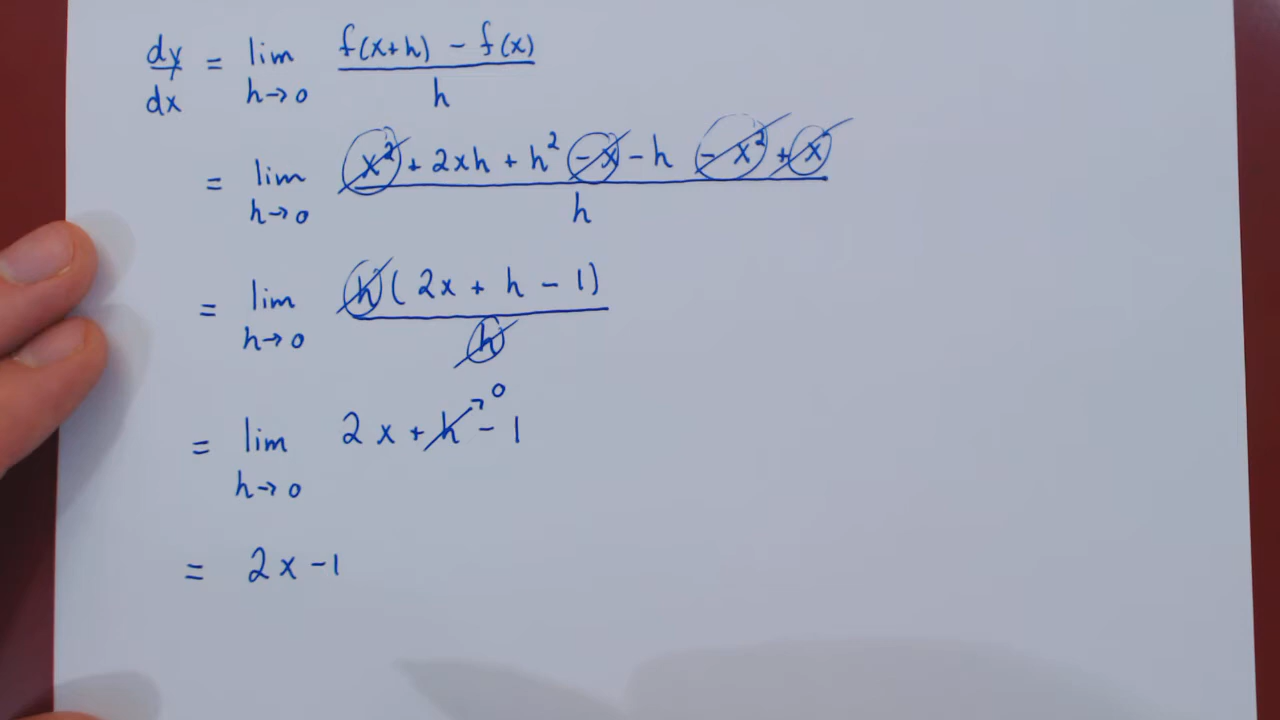 dy/dx = lim h→0 f(x+h) - f(x) / h
= lim h→0 x² + 2xh + h² - x - h - x² + x / h
= lim h→0 h(2x + h - 1) / h
= lim h→0 2x + h→0 - 1
= 2x - 1